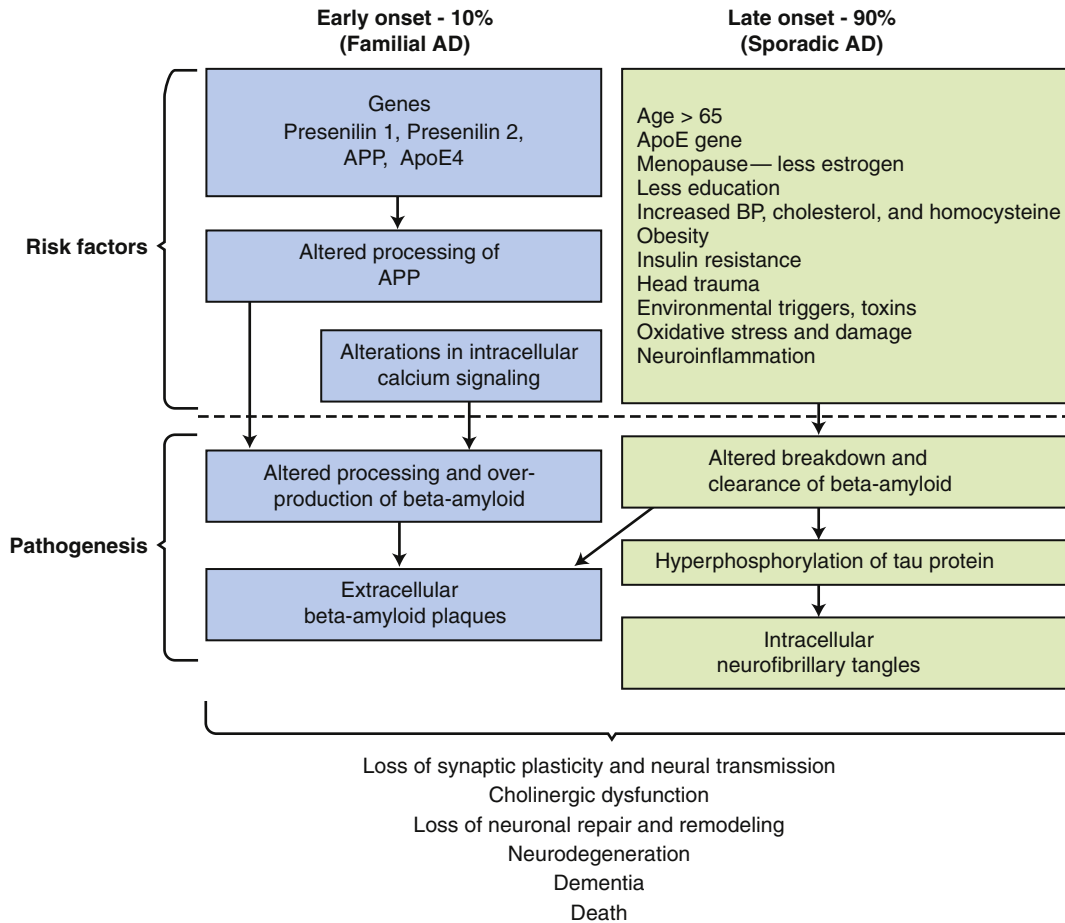 Early onset - 10%
(Familial AD)
Late onset - 90%
(Sporadic AD)
Risk factors
Genes
Presenilin 1, Presenilin 2,
APP, ApoE4
Altered processing of
APP
Alterations in intracellular
calcium signaling
Age > 65
ApoE gene
Menopause — less estrogen
Less education
Increased BP, cholesterol, and homocysteine
Obesity
Insulin resistance
Head trauma
Environmental triggers, toxins
Oxidative stress and damage
Neuroinflammation
Pathogenesis
Altered processing and over-
production of beta-amyloid
Extracellular
beta-amyloid plaques
Altered breakdown and
clearance of beta-amyloid
Hyperphosphorylation of tau protein
Intracellular
neurofibrillary tangles
Loss of synaptic plasticity and neural transmission
Cholinergic dysfunction
Loss of neuronal repair and remodeling
Neurodegeneration
Dementia
Death